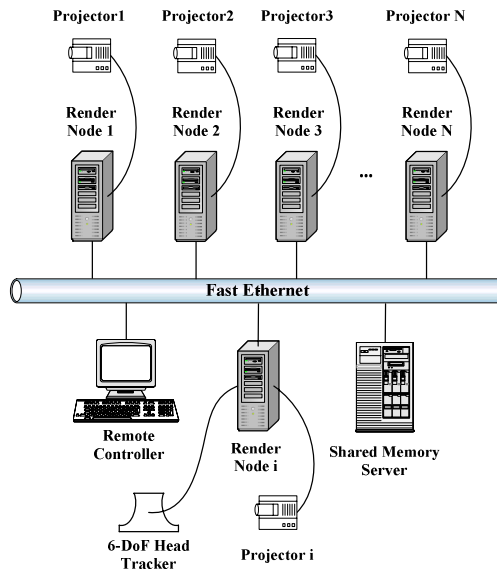 Projector1
Projector2
Projector3
Projector N
Render
Node 1
Render
Node 2
Render
Node 3
Render
Node N
...
Fast Ethernet
Remote
Controller
Render
Node i
Shared Memory
Server
6-DoF Head
Tracker
Projector i